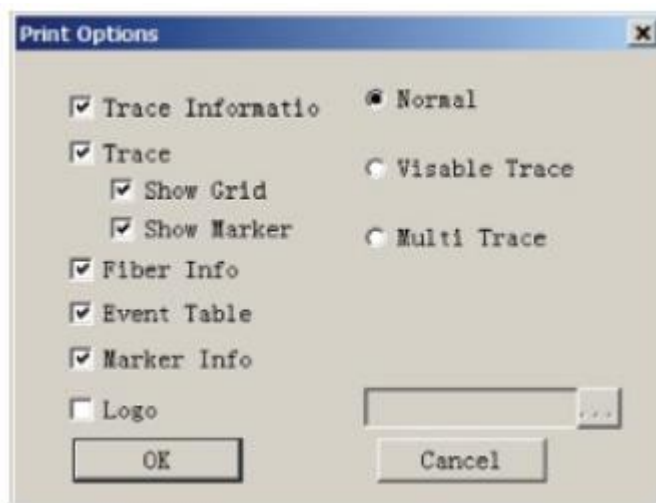 Print Options
Trace Informatio
Normal
Trace
Visable Trace
Show Grid
Show Marker
Multi Trace
Fiber Info
Event Table
Marker Info
Logo
...
OK
Cancel